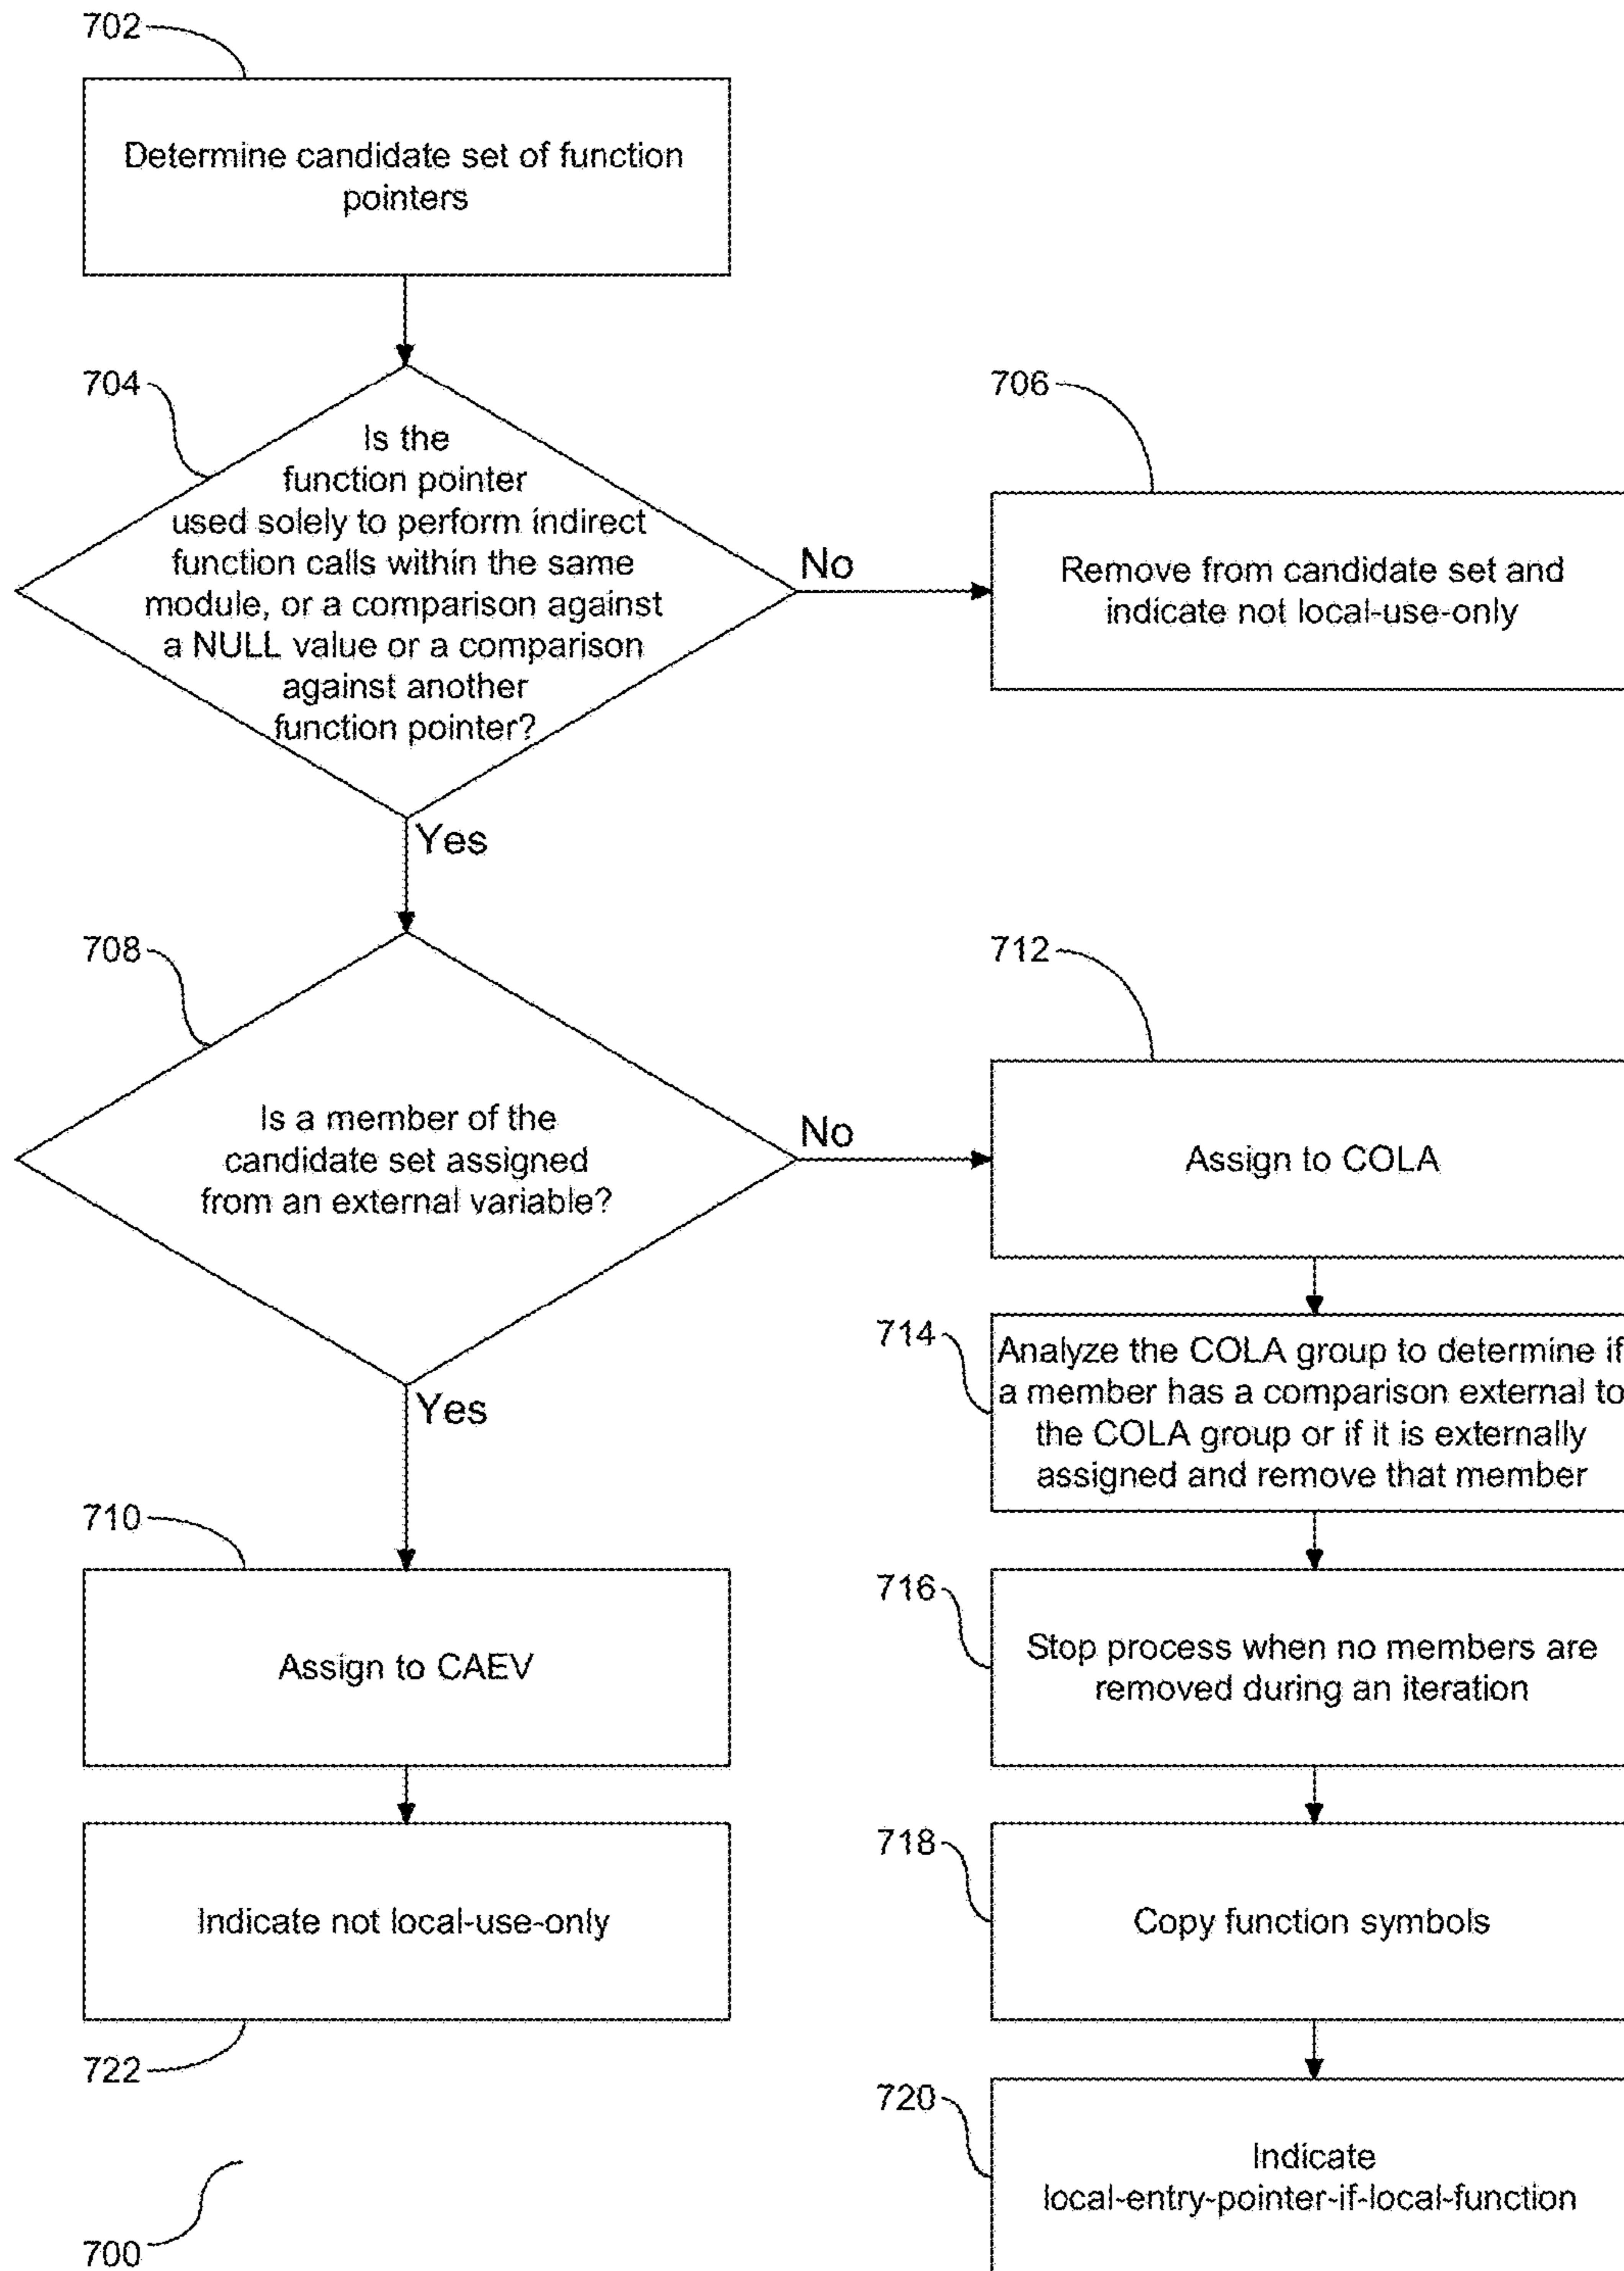 702
Determine candidate set of function
pointers
704
Is the
function pointer
used solely to perform indirect
function calls within the same
module, or a comparison against
a NULL value or a comparison
against another
function pointer?
No
706
Remove from candidate set and
indicate not local-use-only
Yes
708
Is a member of the
candidate set assigned
from an external variable?
No
712
Assign to COLA
714
Analyze the COLA group to determine if
a member has a comparison external to
the COLA group or if it is externally
assigned and remove that member
Yes
710
Assign to CAEV
716
Stop process when no members are
removed during an iteration
Indicate not local-use-only
722
718
Copy function symbols
720
Indicate
local-entry-pointer-if-local-function
700